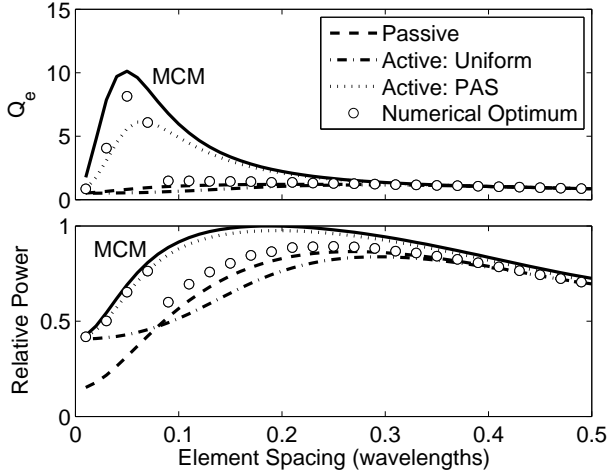 15
10
5
0
Q_e
MCM
Passive
Active: Uniform
Active: PAS
Numerical Optimum
1
0.5
0
Relative Power
MCM
0 0.1 0.2 0.3 0.4 0.5
Element Spacing (wavelengths)